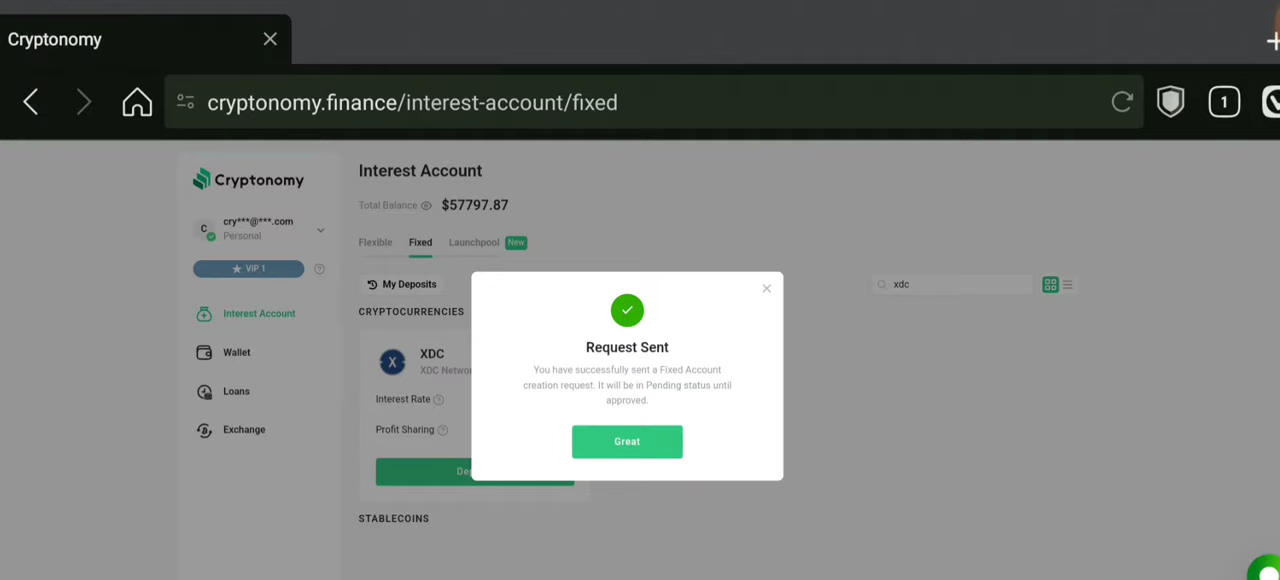 Cryptonomy
cryptonomy.finance/interest-account/fixed
1
Cryptonomy
C
cry***@***.com
Personal
VIP 1
Interest Account
Wallet
Loans
Exchange
Interest Account
Total Balance $57797.87
Flexible Fixed Launchpool New
My Deposits
xdc
CRYPTOCURRENCIES
X
XDC
XDC Netwo
Interest Rate
Profit Sharing
De
STABLECOINS
Request Sent
You have successfully sent a Fixed Account
creation request. It will be in Pending status until
approved.
Great